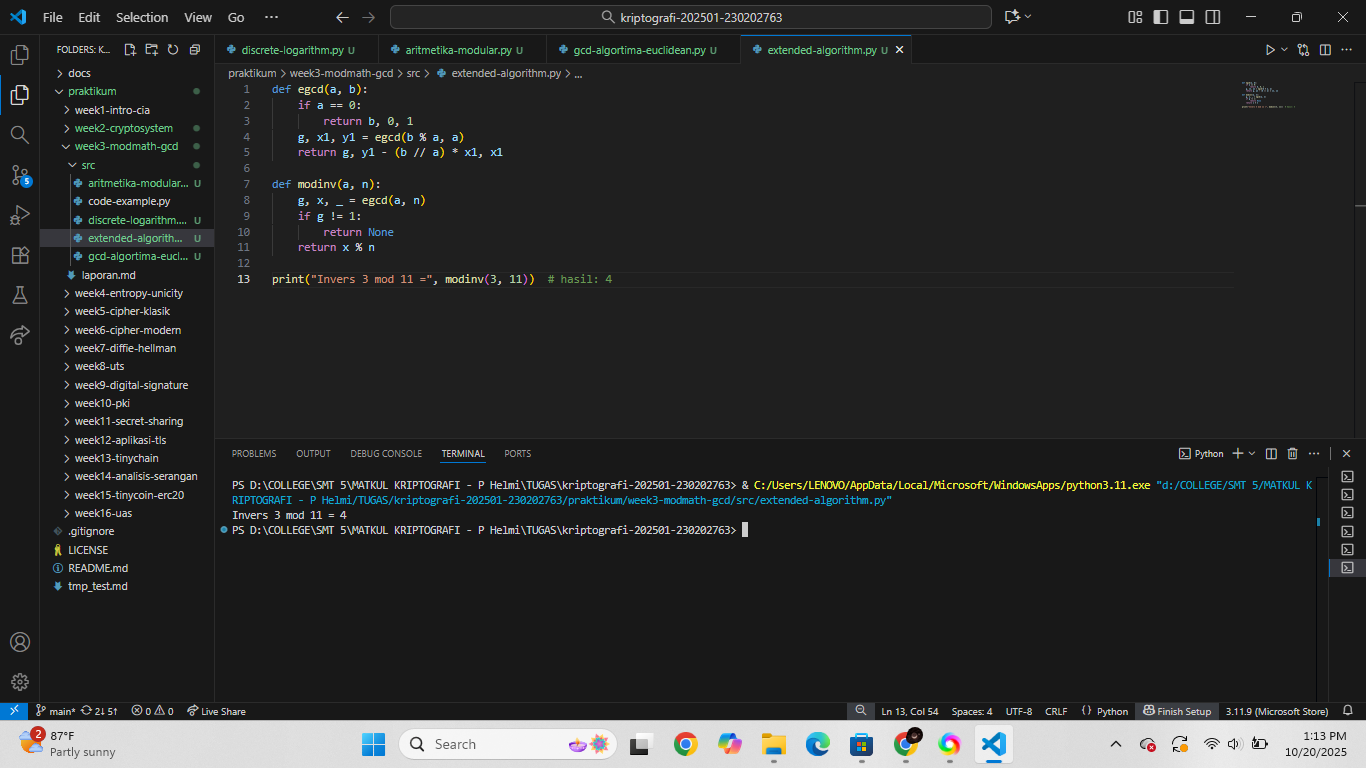 File Edit Selection View Go ···
kriptografi-202501-230202763
FOLDERS: K...
docs
praktikum
week1-intro-cia
week2-cryptosystem
week3-modmath-gcd
src
aritmetika-modular... U
code-example.py
discrete-logarithm.... U
extended-algorith... U
gcd-algortima-eucl... U
laporan.md
week4-entropy-unicity
week5-cipher-klasik
week6-cipher-modern
week7-diffie-hellman
week8-uts
week9-digital-signature
week10-pki
week11-secret-sharing
week12-aplikasi-tls
week13-tinychain
week14-analisis-serangan
week15-tinycoin-erc20
week16-uas
.gitignore
LICENSE
README.md
tmp_test.md
5
discrete-logarithm.py U aritmetika-modular.py U gcd-algortima-euclidean.py U extended-algorithm.py U
praktikum > week3-modmath-gcd > src > extended-algorithm.py > ...
1 def egcd(a, b):
2 if a == 0:
3 return b, 0, 1
4 g, x1, y1 = egcd(b % a, a)
5 return g, y1 - (b // a) * x1, x1
6
7 def modinv(a, n):
8 g, x, _ = egcd(a, n)
9 if g != 1:
10 return None
11 return x % n
12
13 print("Invers 3 mod 11 =", modinv(3, 11)) # hasil: 4
PROBLEMS OUTPUT DEBUG CONSOLE TERMINAL PORTS
Python
PS D:\COLLEGE\SMT 5\MATKUL KRIPTOGRAFI - P Helmi\TUGAS\kriptografi-202501-230202763> & C:/Users/LENOVO/AppData/Local/Microsoft/WindowsApps/python3.11.exe "d:/COLLEGE/SMT 5/MATKUL K
RIPTOGRAFI - P Helmi/TUGAS/kriptografi-202501-230202763/praktikum/week3-modmath-gcd/src/extended-algorithm.py"
Invers 3 mod 11 = 4
PS D:\COLLEGE\SMT 5\MATKUL KRIPTOGRAFI - P Helmi\TUGAS\kriptografi-202501-230202763>
main* 2↓ 5↑ 0 0 Live Share Ln 13, Col 54 Spaces: 4 UTF-8 CRLF {} Python Finish Setup 3.11.9 (Microsoft Store)
2
87°F
Partly sunny
Search
1:13 PM
10/20/2025